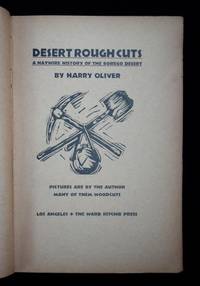 DESERT ROUGH CUTS
A HAYWIRE HISTORY OF THE BOREGO DESERT
BY HARRY OLIVER
PICTURES ARE BY THE AUTHOR
MANY OF THEM WOODCUTS
LOS ANGELES + THE WARD RITCHIE PRESS